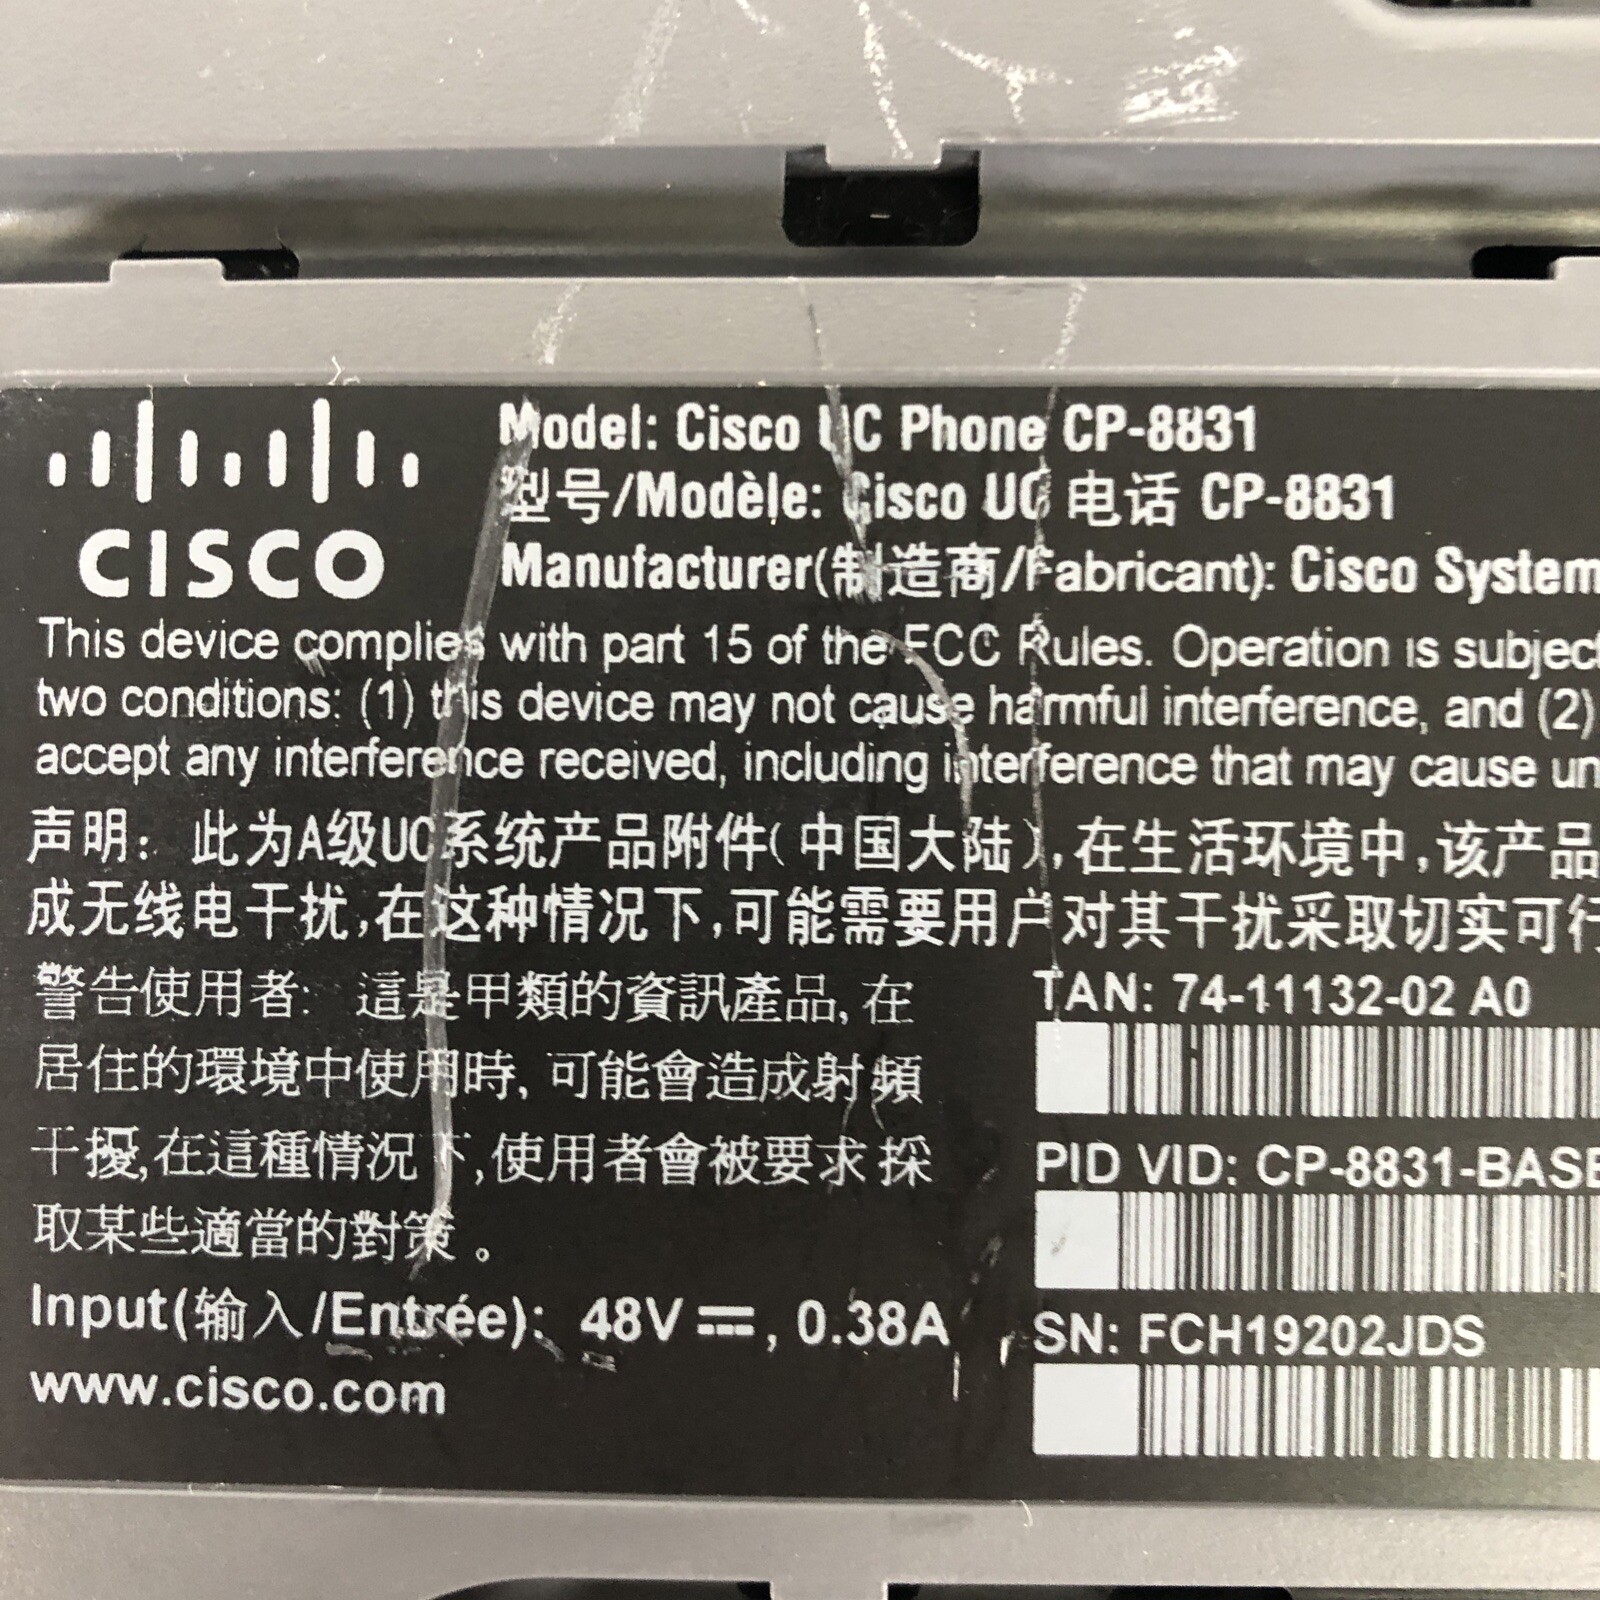 CISCO
Model: Cisco UC Phone CP-8831
型号/Modèle: Cisco UC 电话 CP-8831
Manufacturer(制造商/Fabricant): Cisco System
This device complies with part 15 of the FCC Rules. Operation is subject
two conditions: (1) this device may not cause harmful interference, and (2)
accept any interference received, including interference that may cause un
声明：此为A级UC系统产品附件(中国大陆),在生活环境中,该产品
成无线电干扰,在这种情况下,可能需要用户对其干扰采取切实可行
警告使用者: 這是甲類的資訊產品,在
居住的環境中使用時,可能會造成射頻
干擾,在這種情況下,使用者會被要求採
取某些適當的對策。
Input(输入/Entrée): 48V⎓, 0.38A
www.cisco.com
TAN: 74-11132-02 A0
PID VID: CP-8831-BASE
SN: FCH19202JDS